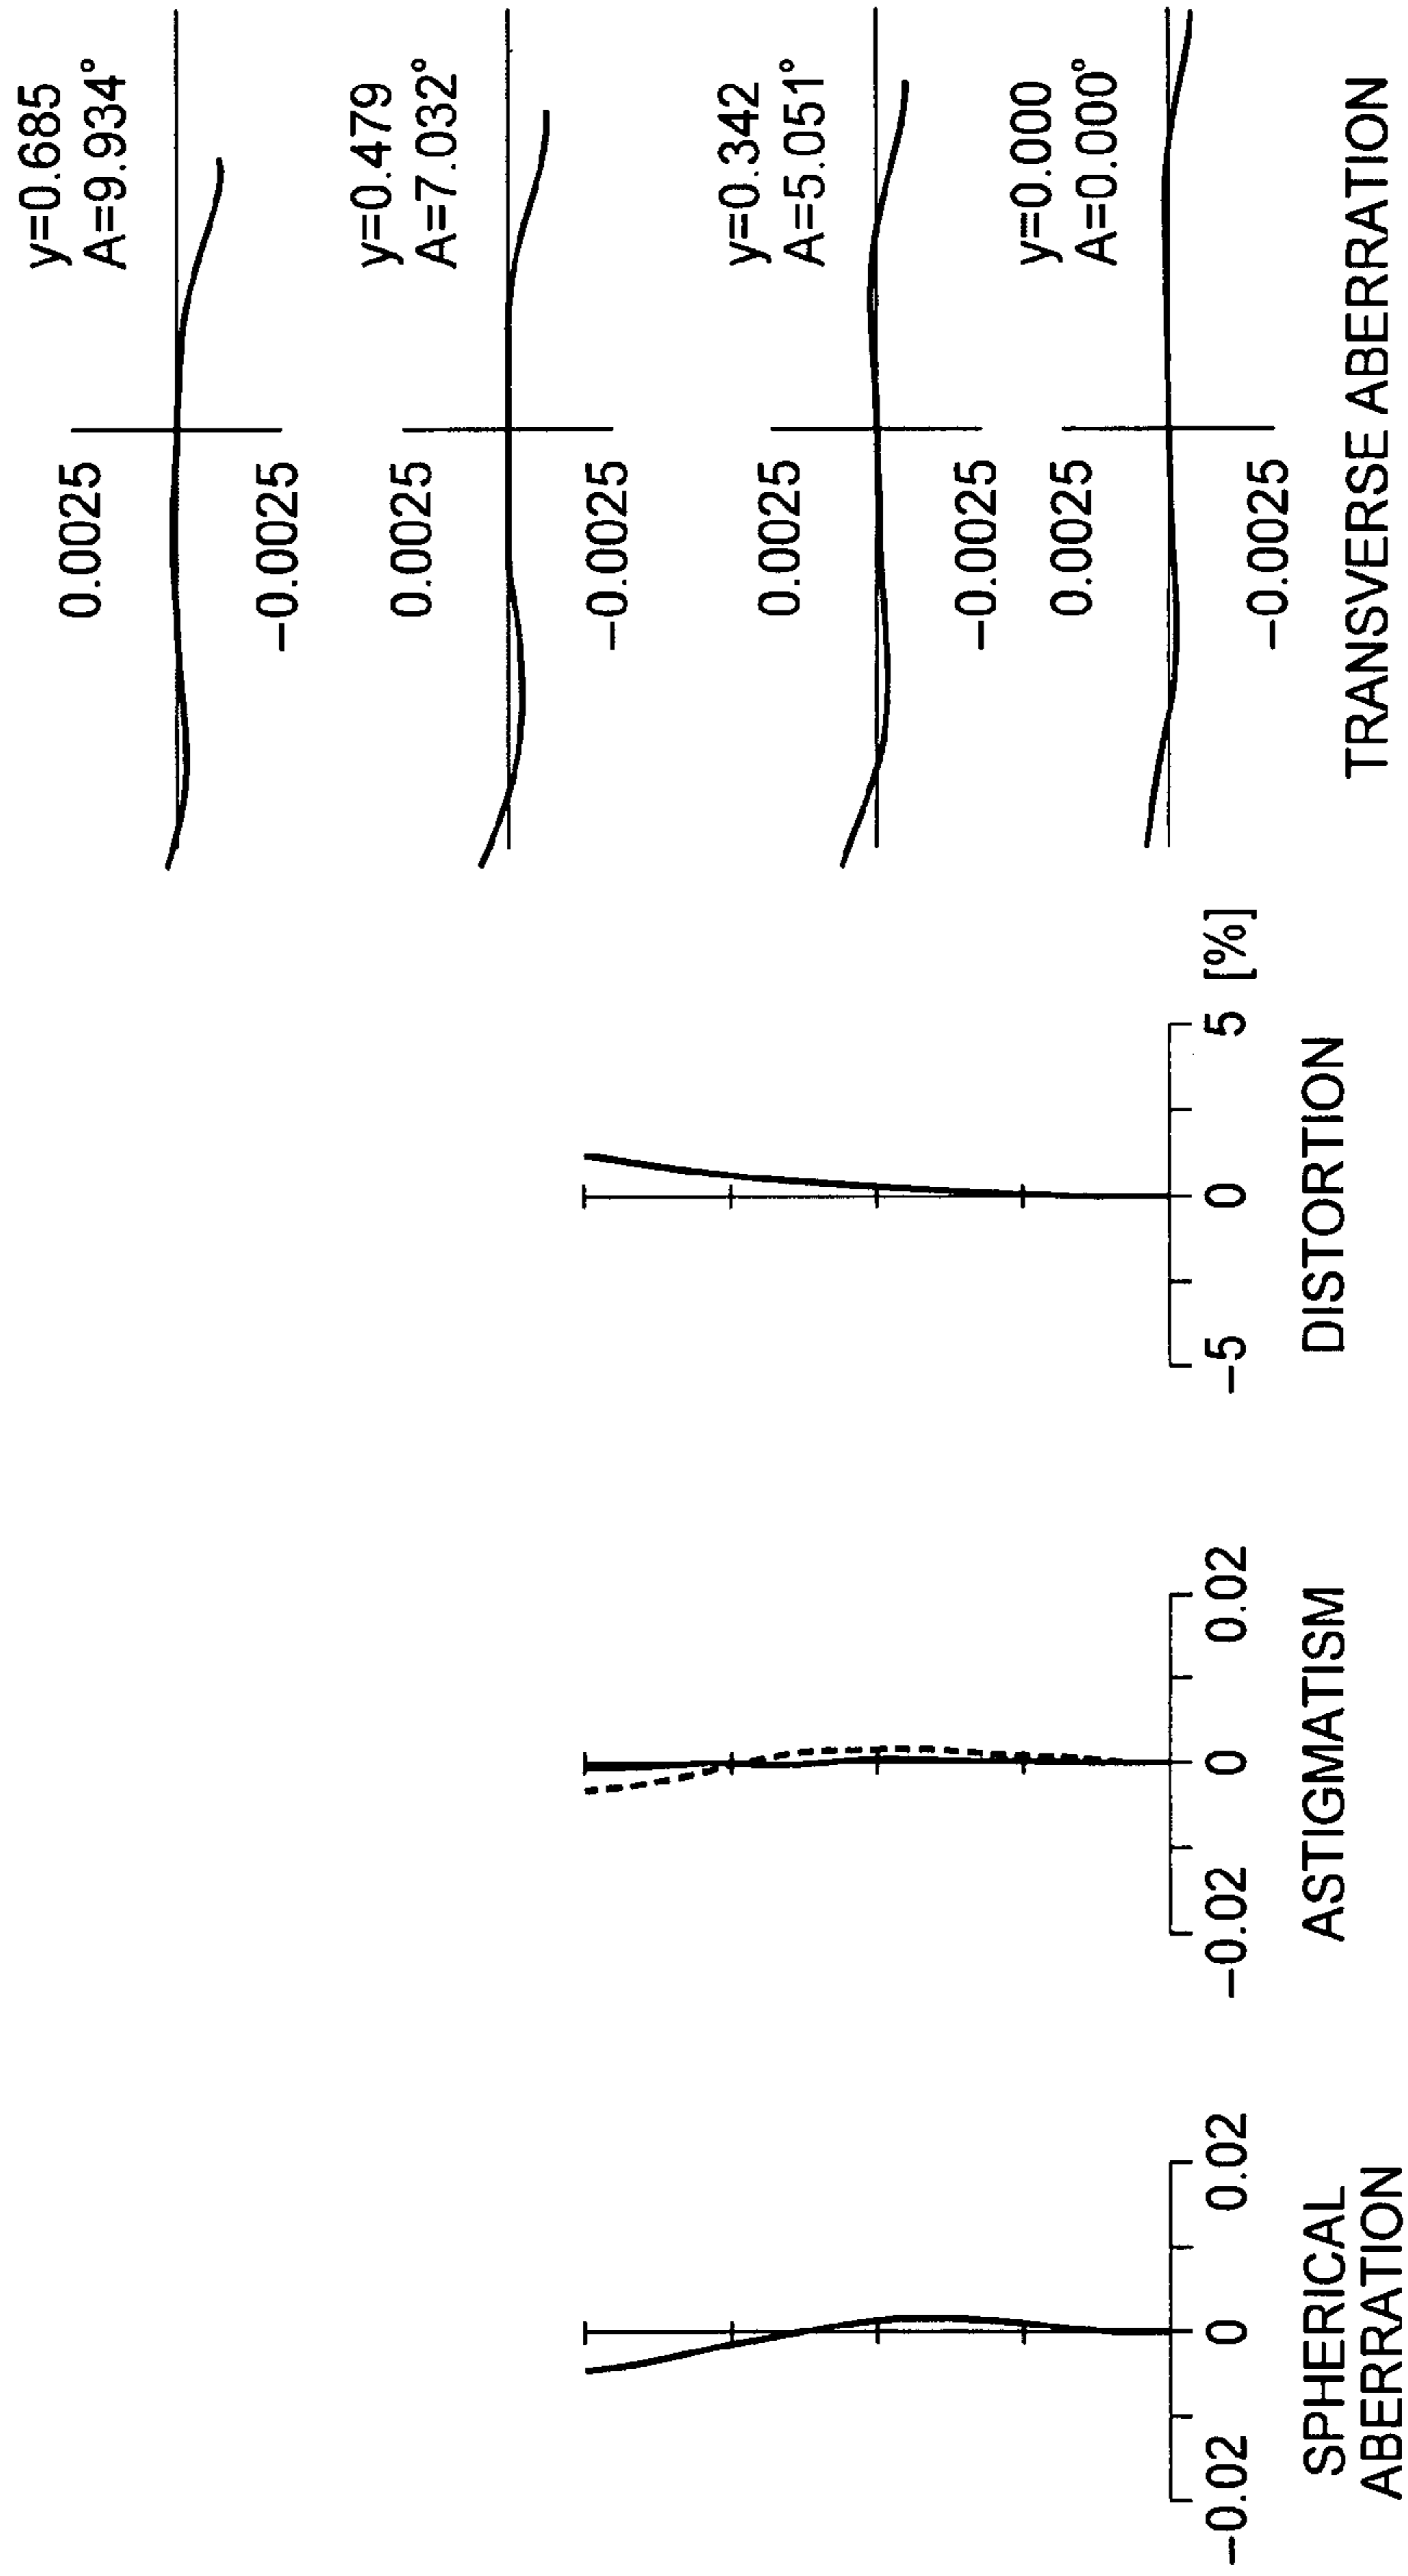 SPHERICAL
ABERRATION
−0.02
0
0.02
ASTIGMATISM
−0.02
0
0.02
DISTORTION
−5
0
5
[%]
TRANSVERSE ABERRATION
y=0.685
A=9.934°
0.0025
−0.0025
y=0.479
A=7.032°
0.0025
−0.0025
y=0.342
A=5.051°
0.0025
−0.0025
y=0.000
A=0.000°
0.0025
−0.0025